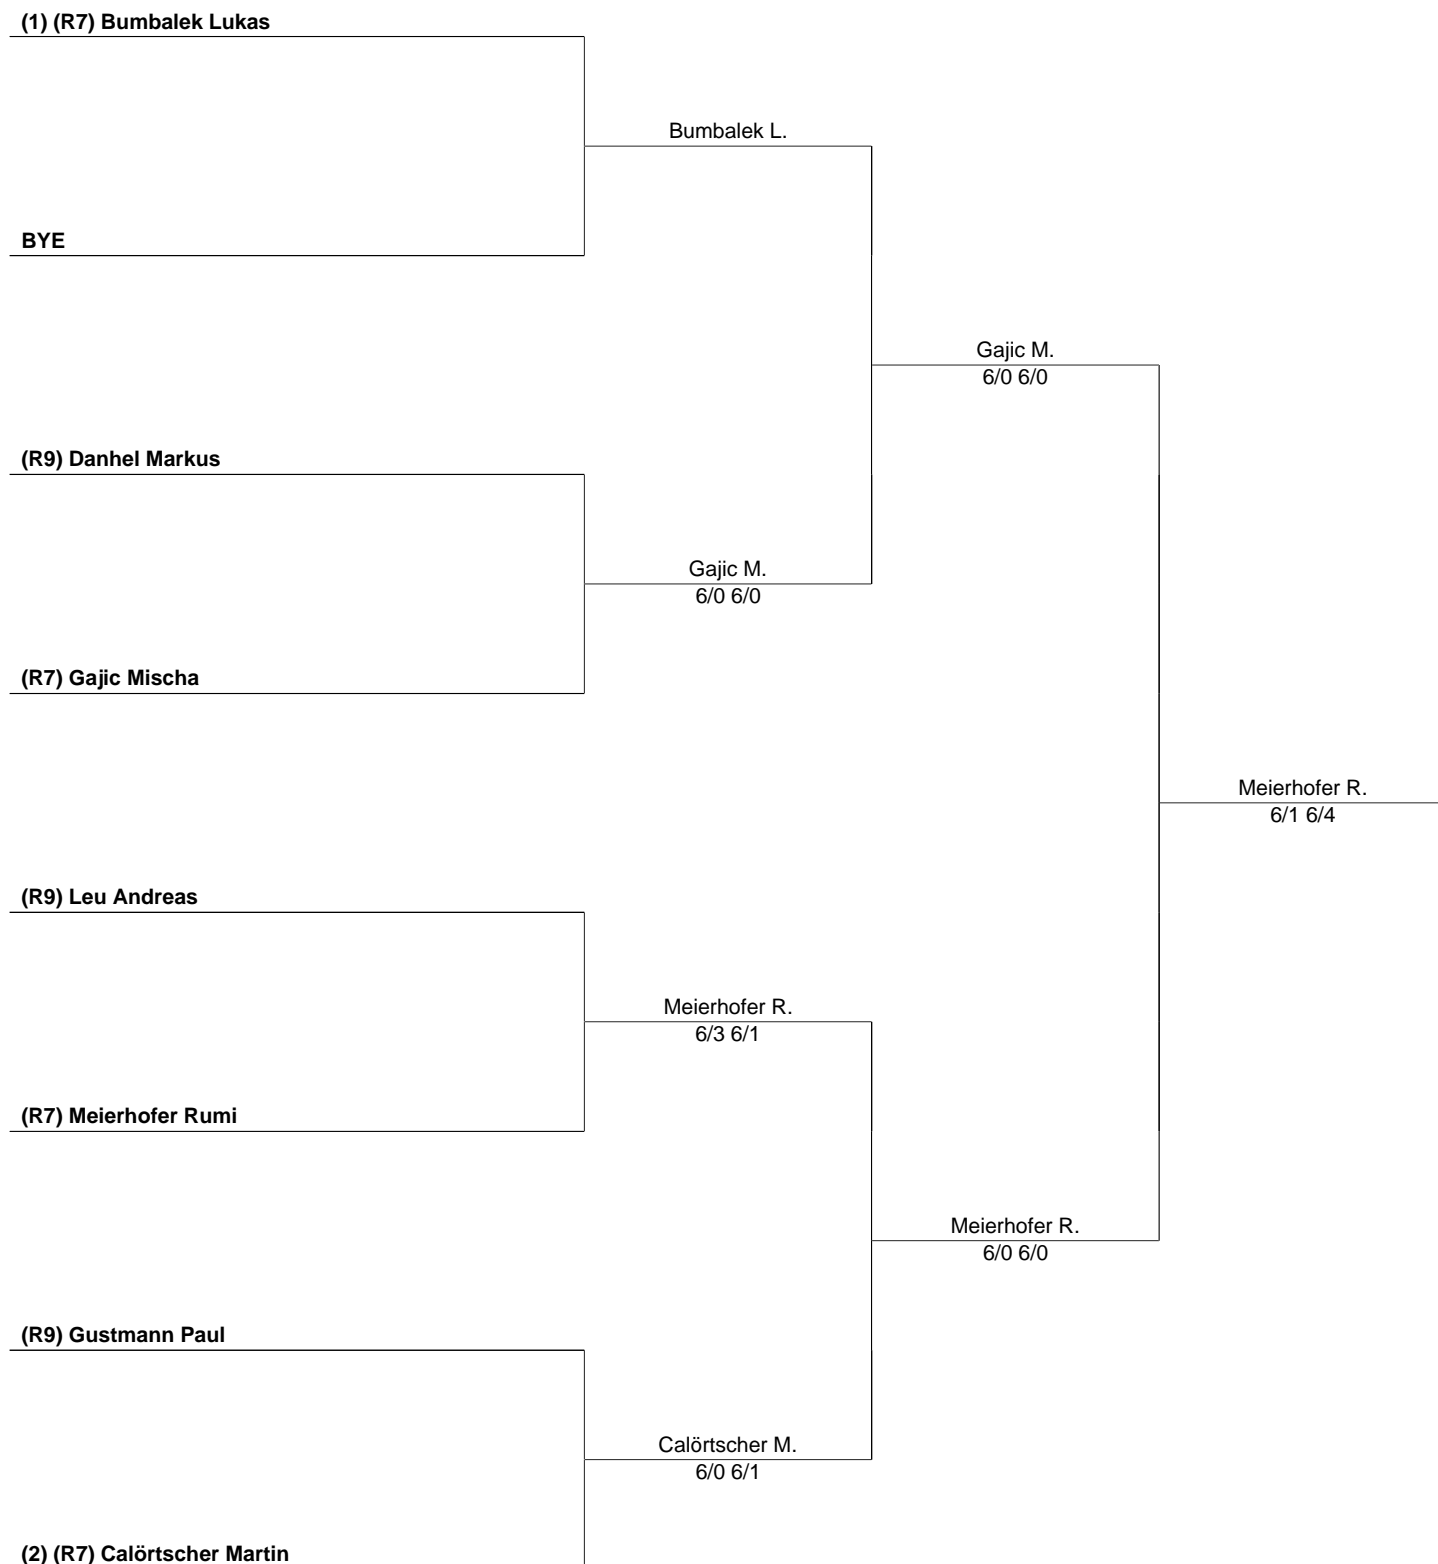 (1) (R7) Bumbalek Lukas
Bumbalek L.
BYE
Gajic M.
6/0 6/0
(R9) Danhel Markus
Gajic M.
6/0 6/0
(R7) Gajic Mischa
Meierhofer R.
6/1 6/4
(R9) Leu Andreas
Meierhofer R.
6/3 6/1
(R7) Meierhofer Rumi
Meierhofer R.
6/0 6/0
(R9) Gustmann Paul
Calörtscher M.
6/0 6/1
(2) (R7) Calörtscher Martin